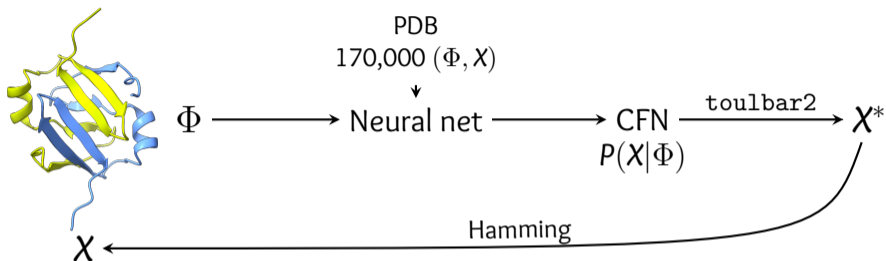 PDB
170,000 (Φ, X)
Φ
Neural net
CFN
toulbar2
X*
P(X|Φ)
Hamming
X